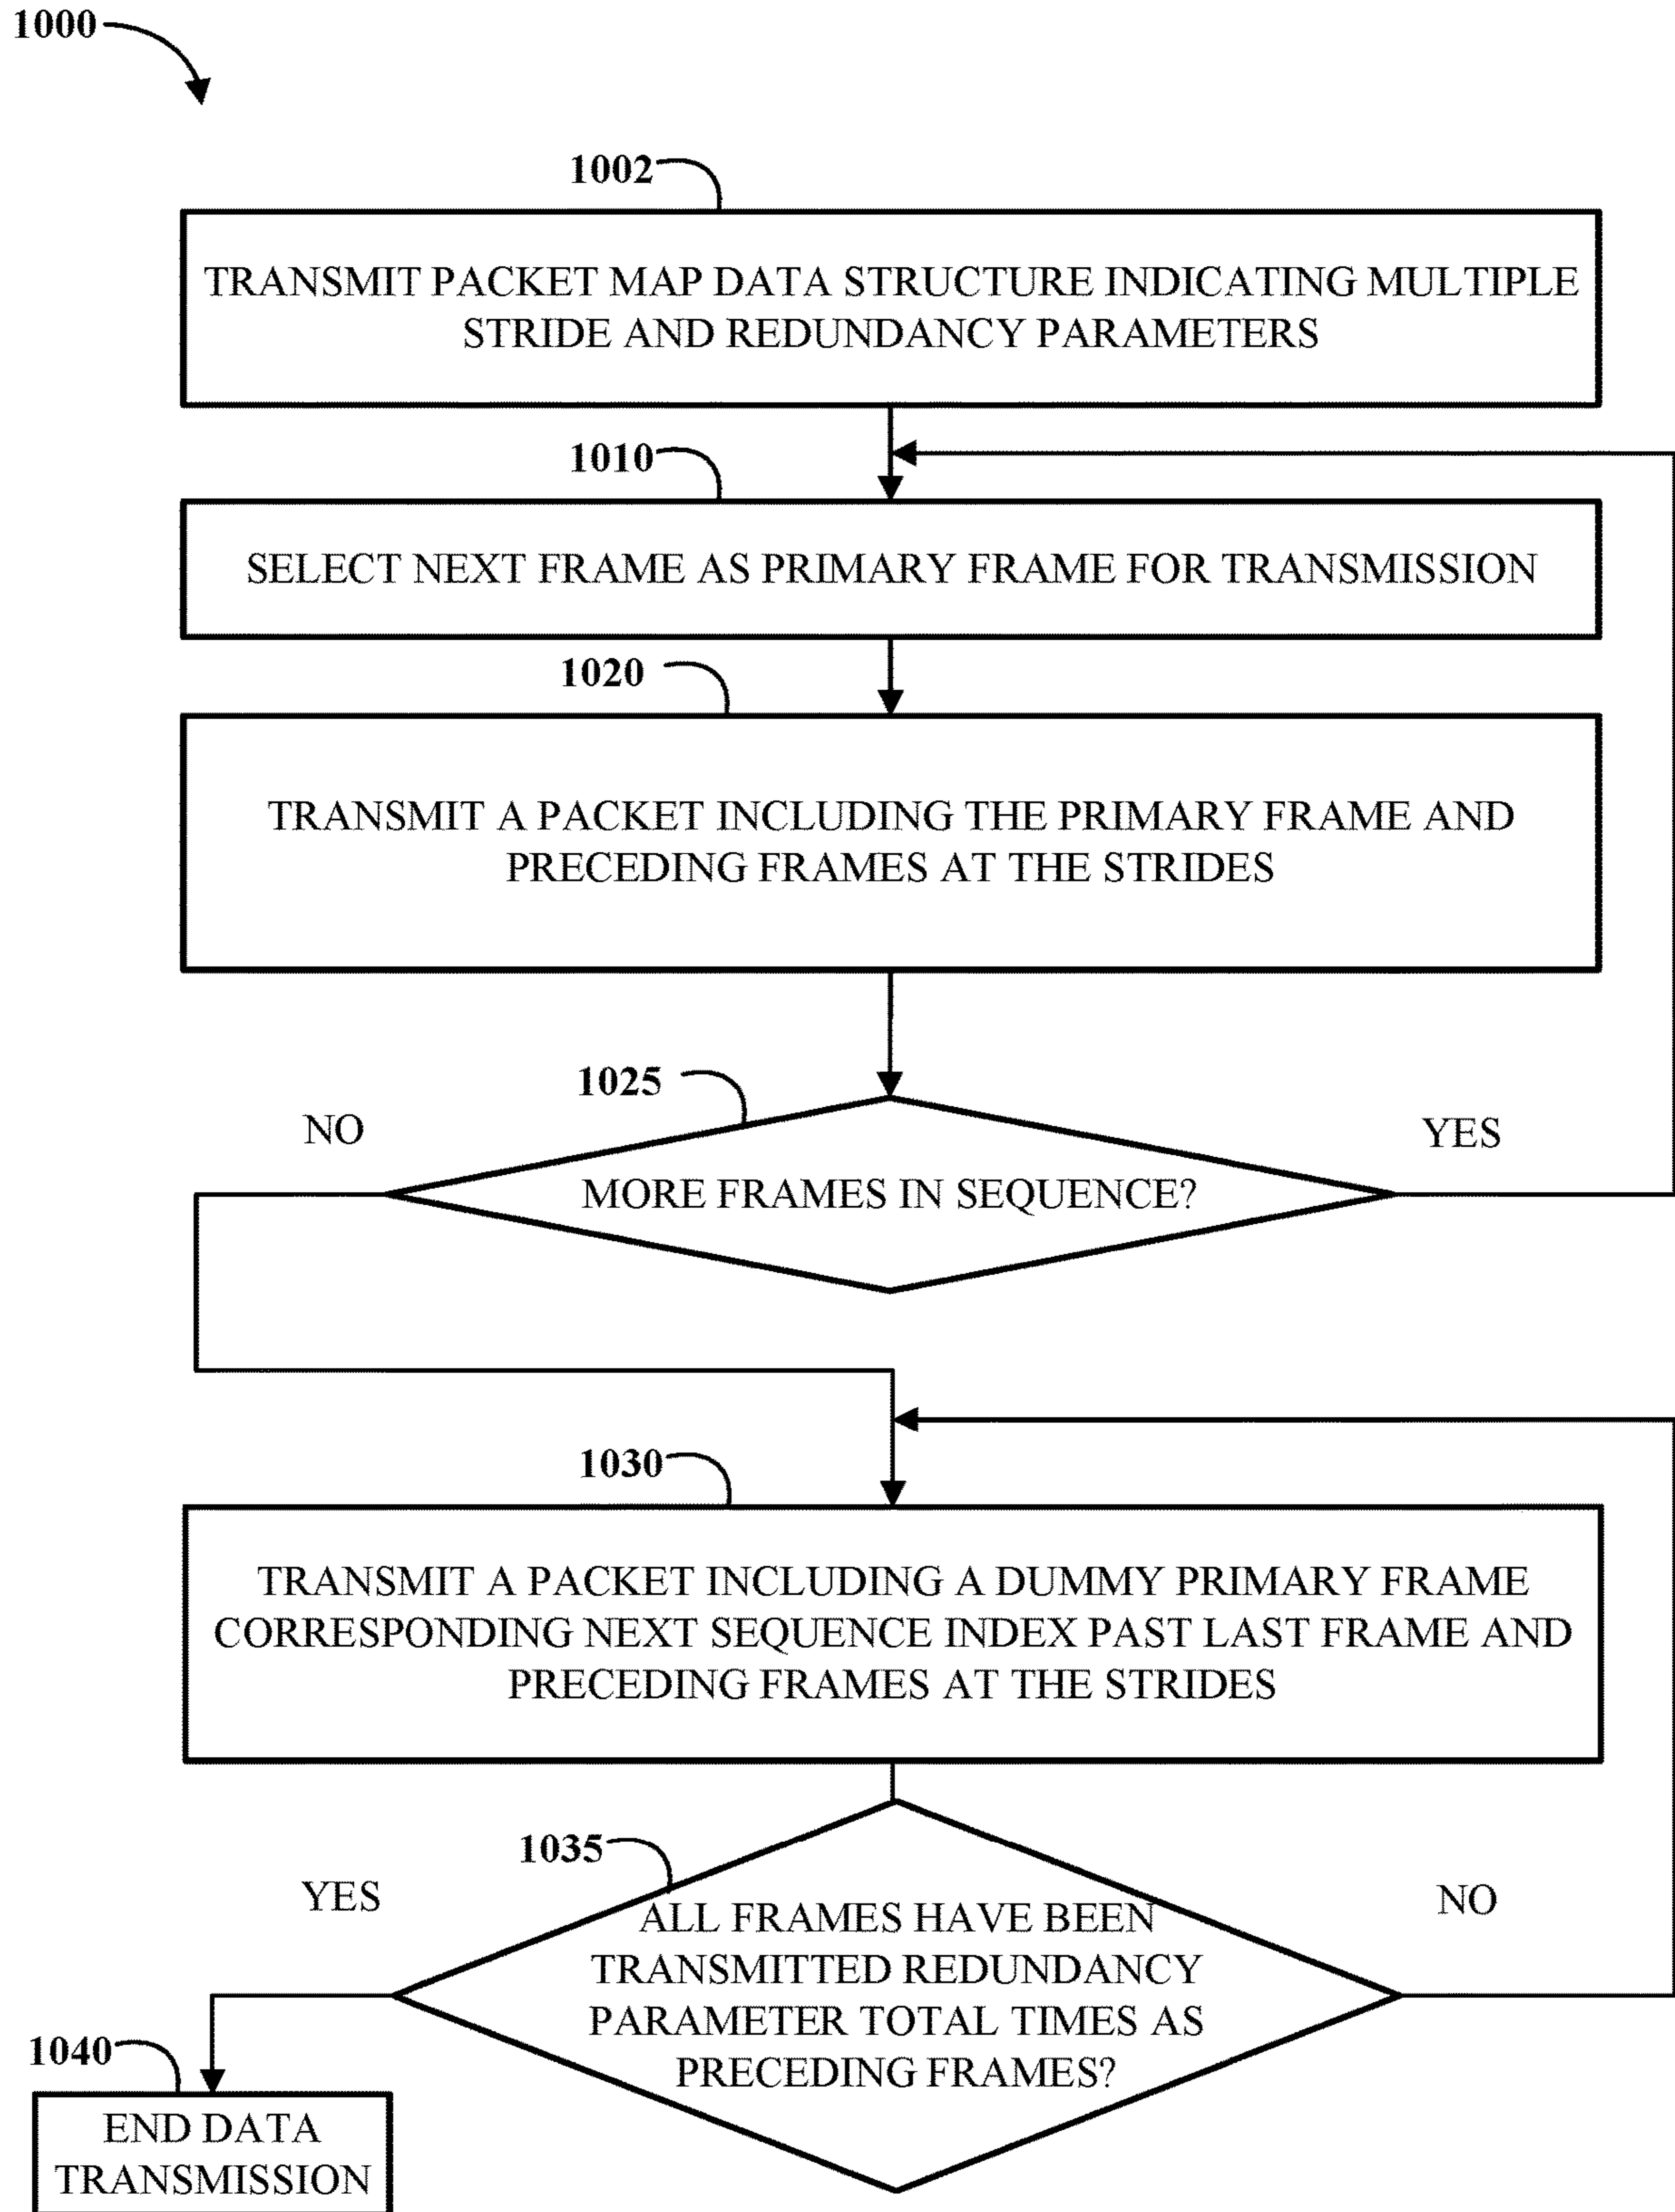 1000
1002
TRANSMIT PACKET MAP DATA STRUCTURE INDICATING MULTIPLE
STRIDE AND REDUNDANCY PARAMETERS
1010
SELECT NEXT FRAME AS PRIMARY FRAME FOR TRANSMISSION
1020
TRANSMIT A PACKET INCLUDING THE PRIMARY FRAME AND
PRECEDING FRAMES AT THE STRIDES
1025
NO
YES
MORE FRAMES IN SEQUENCE?
1030
TRANSMIT A PACKET INCLUDING A DUMMY PRIMARY FRAME
CORRESPONDING NEXT SEQUENCE INDEX PAST LAST FRAME AND
PRECEDING FRAMES AT THE STRIDES
1035
YES
NO
ALL FRAMES HAVE BEEN
TRANSMITTED REDUNDANCY
PARAMETER TOTAL TIMES AS
PRECEDING FRAMES?
1040
END DATA
TRANSMISSION